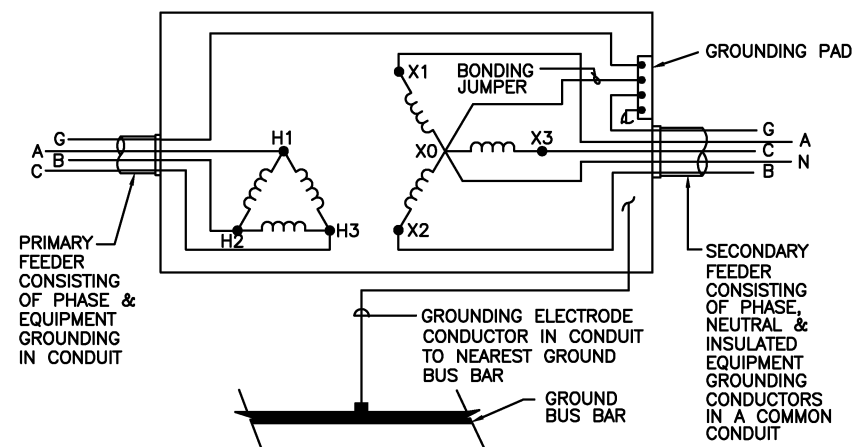 GROUNDING PAD
BONDING
JUMPER
X1
X0
X3
X2
H1
H2
H3
G
A
B
C
G
A
C
N
B
PRIMARY
FEEDER
CONSISTING
OF PHASE &
EQUIPMENT
GROUNDING
IN CONDUIT
GROUNDING ELECTRODE
CONDUCTOR IN CONDUIT
TO NEAREST GROUND
BUS BAR
GROUND
BUS BAR
SECONDARY
FEEDER
CONSISTING
OF PHASE,
NEUTRAL &
INSULATED
EQUIPMENT
GROUNDING
CONDUCTORS
IN A COMMON
CONDUIT